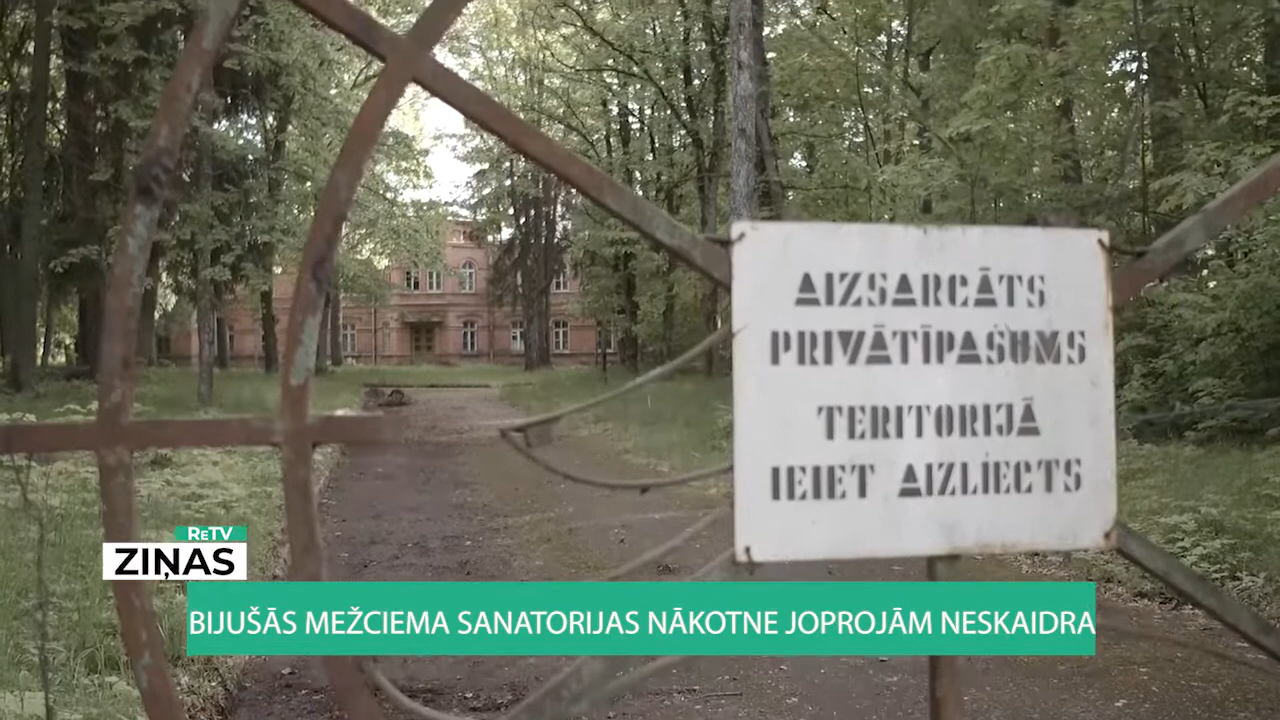 AIZSARGĀTS
PRIVĀTĪPAŠUMS
TERITORIJĀ
IEIET AIZLIEGTS
ReTV
ZIŅAS
BIJUŠĀS MEŽCIEMA SANATORIJAS NĀKOTNE JOPROJĀM NESKAIDRA